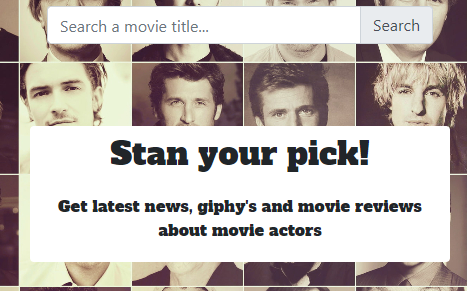 Search a movie title...
Search
Stan your pick!
Get latest news, giphy's and movie reviews
about movie actors